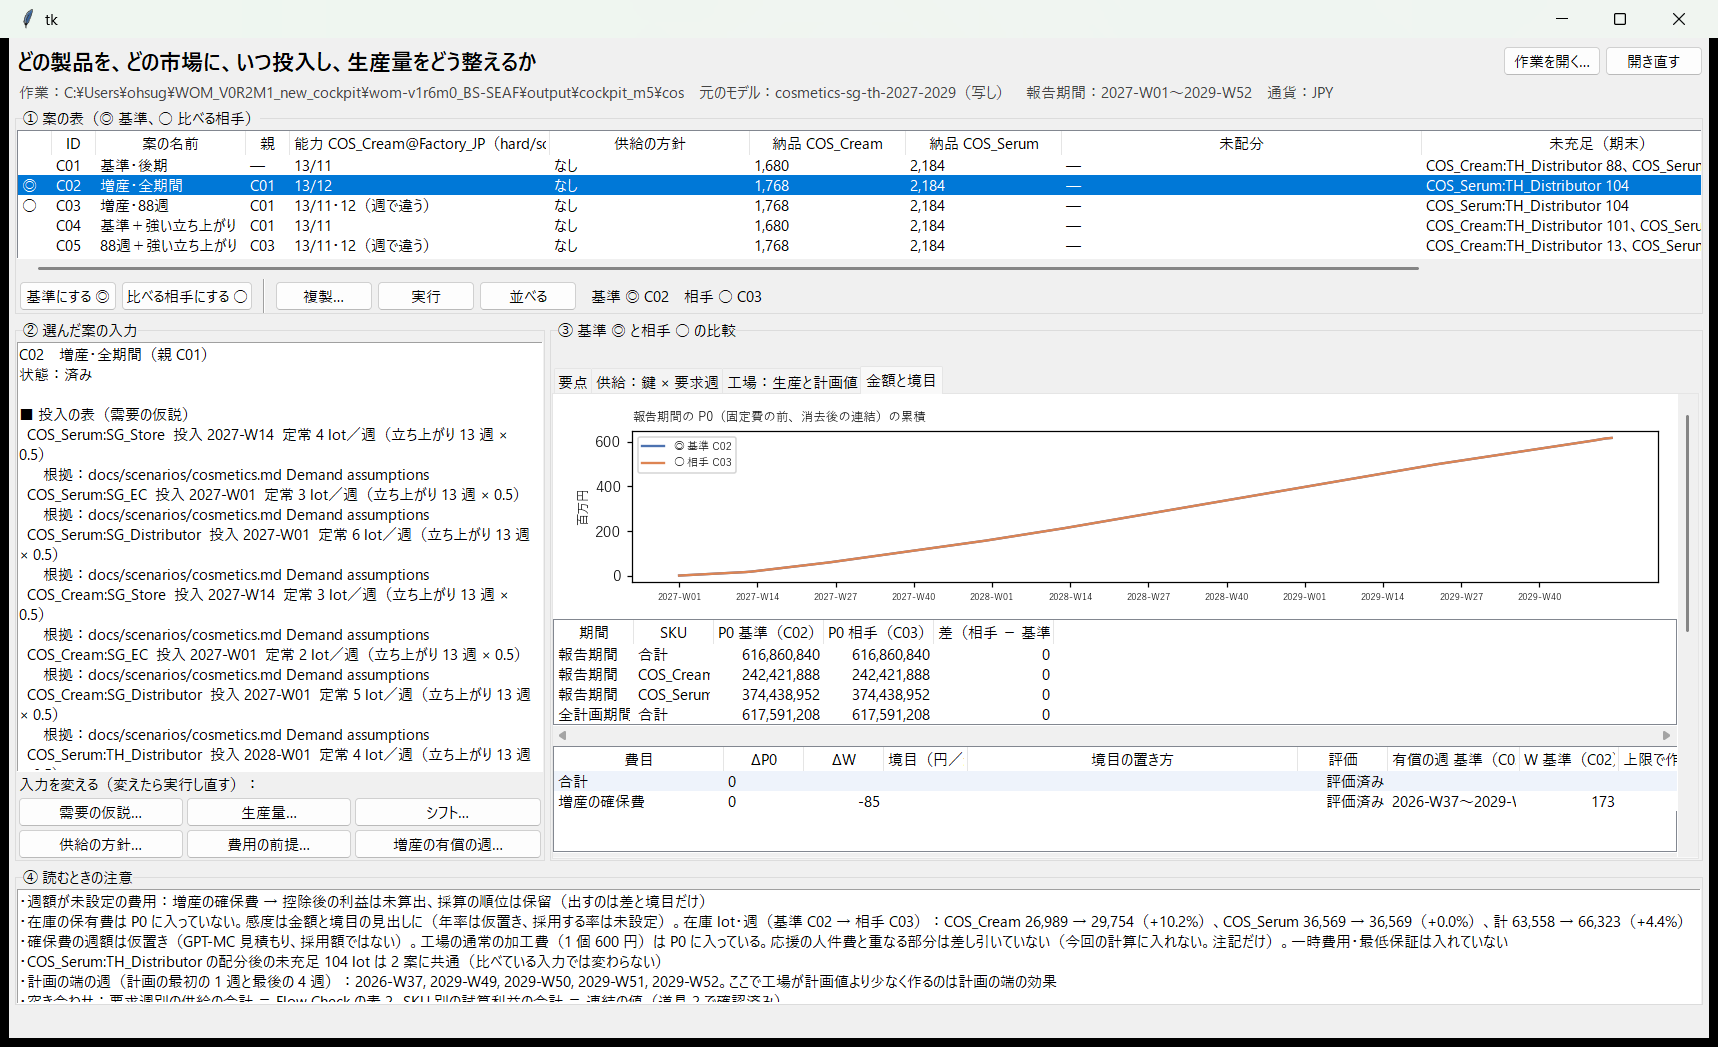 tk
どの製品を、どの市場に、いつ投入し、生産量をどう整えるか
作業を開く...
開き直す
作業：C:¥Users¥ohsug¥WOM_V0R2M1_new_cockpit¥wom-v1r6m0_BS-SEAF¥output¥cockpit_m5¥cos 元のモデル：cosmetics-sg-th-2027-2029（写し） 報告期間：2027-W01～2029-W52 通貨：JPY
① 案の表（◎ 基準、○ 比べる相手）
ID 案の名前 親 能力 COS_Cream@Factory_JP（hard/sc 供給の方針 納品 COS_Cream 納品 COS_Serum 未配分 未充足（期末）
C01 基準・後期 — 13/11 なし 1,680 2,184 — COS_Cream:TH_Distributor 88、COS_Serun
◎ C02 増産・全期間 C01 13/12 なし 1,768 2,184 — COS_Serum:TH_Distributor 104
○ C03 増産・88週 C01 13/11・12（週で違う） なし 1,768 2,184 — COS_Serum:TH_Distributor 104
C04 基準＋強い立ち上がり C01 13/11 なし 1,680 2,184 — COS_Cream:TH_Distributor 101、COS_Seru
C05 88週＋強い立ち上がり C03 13/11・12（週で違う） なし 1,768 2,184 — COS_Cream:TH_Distributor 13、COS_Serun
基準にする ◎ 比べる相手にする ○ 複製... 実行 並べる 基準 ◎ C02 相手 ○ C03
② 選んだ案の入力
C02 増産・全期間（親 C01）
状態：済み
■ 投入の表（需要の仮説）
COS_Serum:SG_Store 投入 2027-W14 定常 4 lot／週（立ち上がり 13 週 ×
0.5）
根拠：docs/scenarios/cosmetics.md Demand assumptions
COS_Serum:SG_EC 投入 2027-W01 定常 3 lot／週（立ち上がり 13 週 × 0.5）
根拠：docs/scenarios/cosmetics.md Demand assumptions
COS_Serum:SG_Distributor 投入 2027-W01 定常 6 lot／週（立ち上がり 13 週
× 0.5）
根拠：docs/scenarios/cosmetics.md Demand assumptions
COS_Cream:SG_Store 投入 2027-W14 定常 3 lot／週（立ち上がり 13 週 ×
0.5）
根拠：docs/scenarios/cosmetics.md Demand assumptions
COS_Cream:SG_EC 投入 2027-W01 定常 2 lot／週（立ち上がり 13 週 × 0.5）
根拠：docs/scenarios/cosmetics.md Demand assumptions
COS_Cream:SG_Distributor 投入 2027-W01 定常 5 lot／週（立ち上がり 13 週
× 0.5）
根拠：docs/scenarios/cosmetics.md Demand assumptions
COS_Serum:TH_Distributor 投入 2028-W01 定常 4 lot／週（立ち上がり 13 週
入力を変える（変えたら実行し直す）：
需要の仮説... 生産量... シフト...
供給の方針... 費用の前提... 増産の有償の週...
③ 基準 ◎ と相手 ○ の比較
要点 供給：鍵 × 要求週 工場：生産と計画値 金額と境目
報告期間の P0（固定費の前、消去後の連結）の累積
百万円
600
400
200
0
◎ 基準 C02
○ 相手 C03
2027-W01 2027-W14 2027-W27 2027-W40 2028-W01 2028-W14 2028-W27 2028-W40 2029-W01 2029-W14 2029-W27 2029-W40
期間 SKU P0 基準（C02） P0 相手（C03） 差（相手 − 基準
報告期間 合計 616,860,840 616,860,840 0
報告期間 COS_Cream 242,421,888 242,421,888 0
報告期間 COS_Serum 374,438,952 374,438,952 0
全計画期間 合計 617,591,208 617,591,208 0
費目 ΔP0 ΔW 境目（円／ 境目の置き方 評価 有償の週 基準（C0 W 基準（C02） 上限で作
合計 0 評価済み
増産の確保費 0 -85 評価済み 2026-W37～2029-\ 173
④ 読むときの注意
・週額が未設定の費用：増産の確保費 → 控除後の利益は未算出、採算の順位は保留（出すのは差と境目だけ）
・在庫の保有費は P0 に入っていない。感度は金額と境目の見出しに（年率は仮置き、採用する率は未設定）。在庫 lot・週（基準 C02 → 相手 C03）：COS_Cream 26,989 → 29,754（+10.2%）、COS_Serum 36,569 → 36,569（+0.0%）、計 63,558 → 66,323（+4.4%）
・確保費の週額は仮置き（GPT-MC 見積もり、採用額ではない）。工場の通常の加工費（1 個 600 円）は P0 に入っている。応援の人件費と重なる部分は差し引いていない（今回の計算に入れない。注記だけ）。一時費用・最低保証は入れていない
・COS_Serum:TH_Distributor の配分後の未充足 104 lot は 2 案に共通（比べている入力では変わらない）
・計画の端の週（計画の最初の 1 週と最後の 4 週）：2026-W37, 2029-W49, 2029-W50, 2029-W51, 2029-W52。ここで工場が計画値より少なく作るのは計画の端の効果
・突き合わせ：要求週別の供給の合計 ＝ Flow Check の表 2、SKU 別の試算利益の合計 ＝ 連結の値（道具 2 で確認済み）